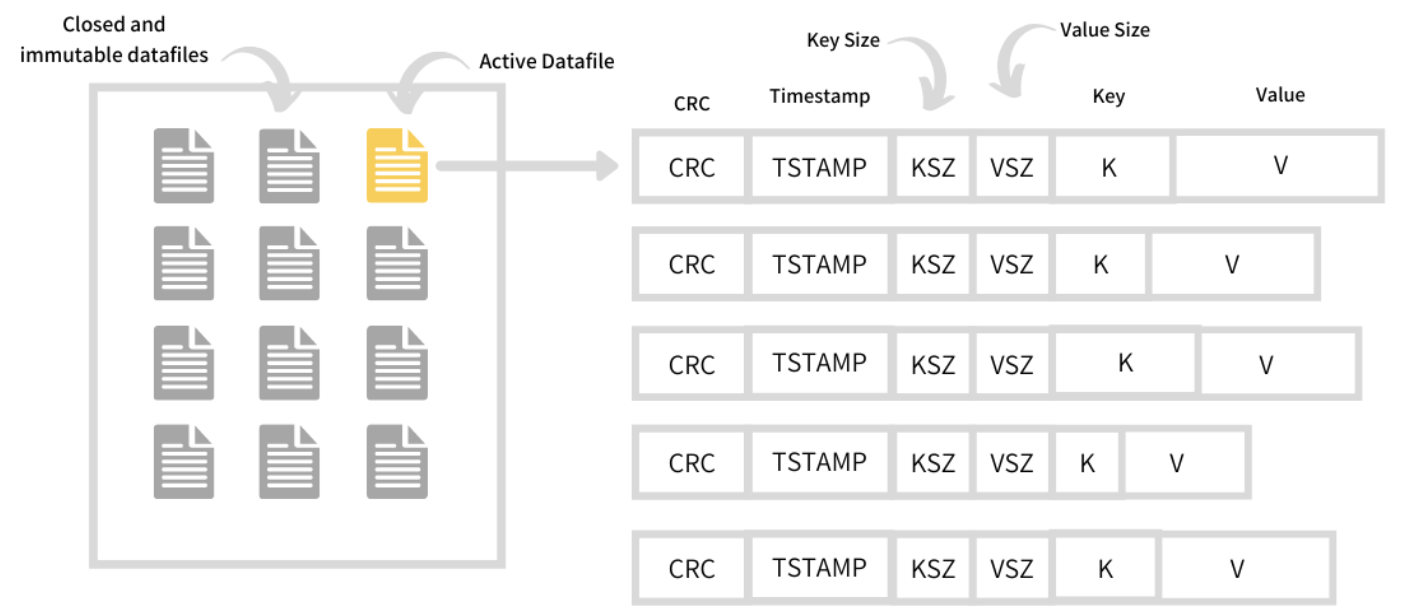 Closed and
immutable datafiles
Active Datafile
Key Size
Value Size
CRC
Timestamp
Key
Value
CRC TSTAMP KSZ VSZ K V
CRC TSTAMP KSZ VSZ K V
CRC TSTAMP KSZ VSZ K V
CRC TSTAMP KSZ VSZ K V
CRC TSTAMP KSZ VSZ K V